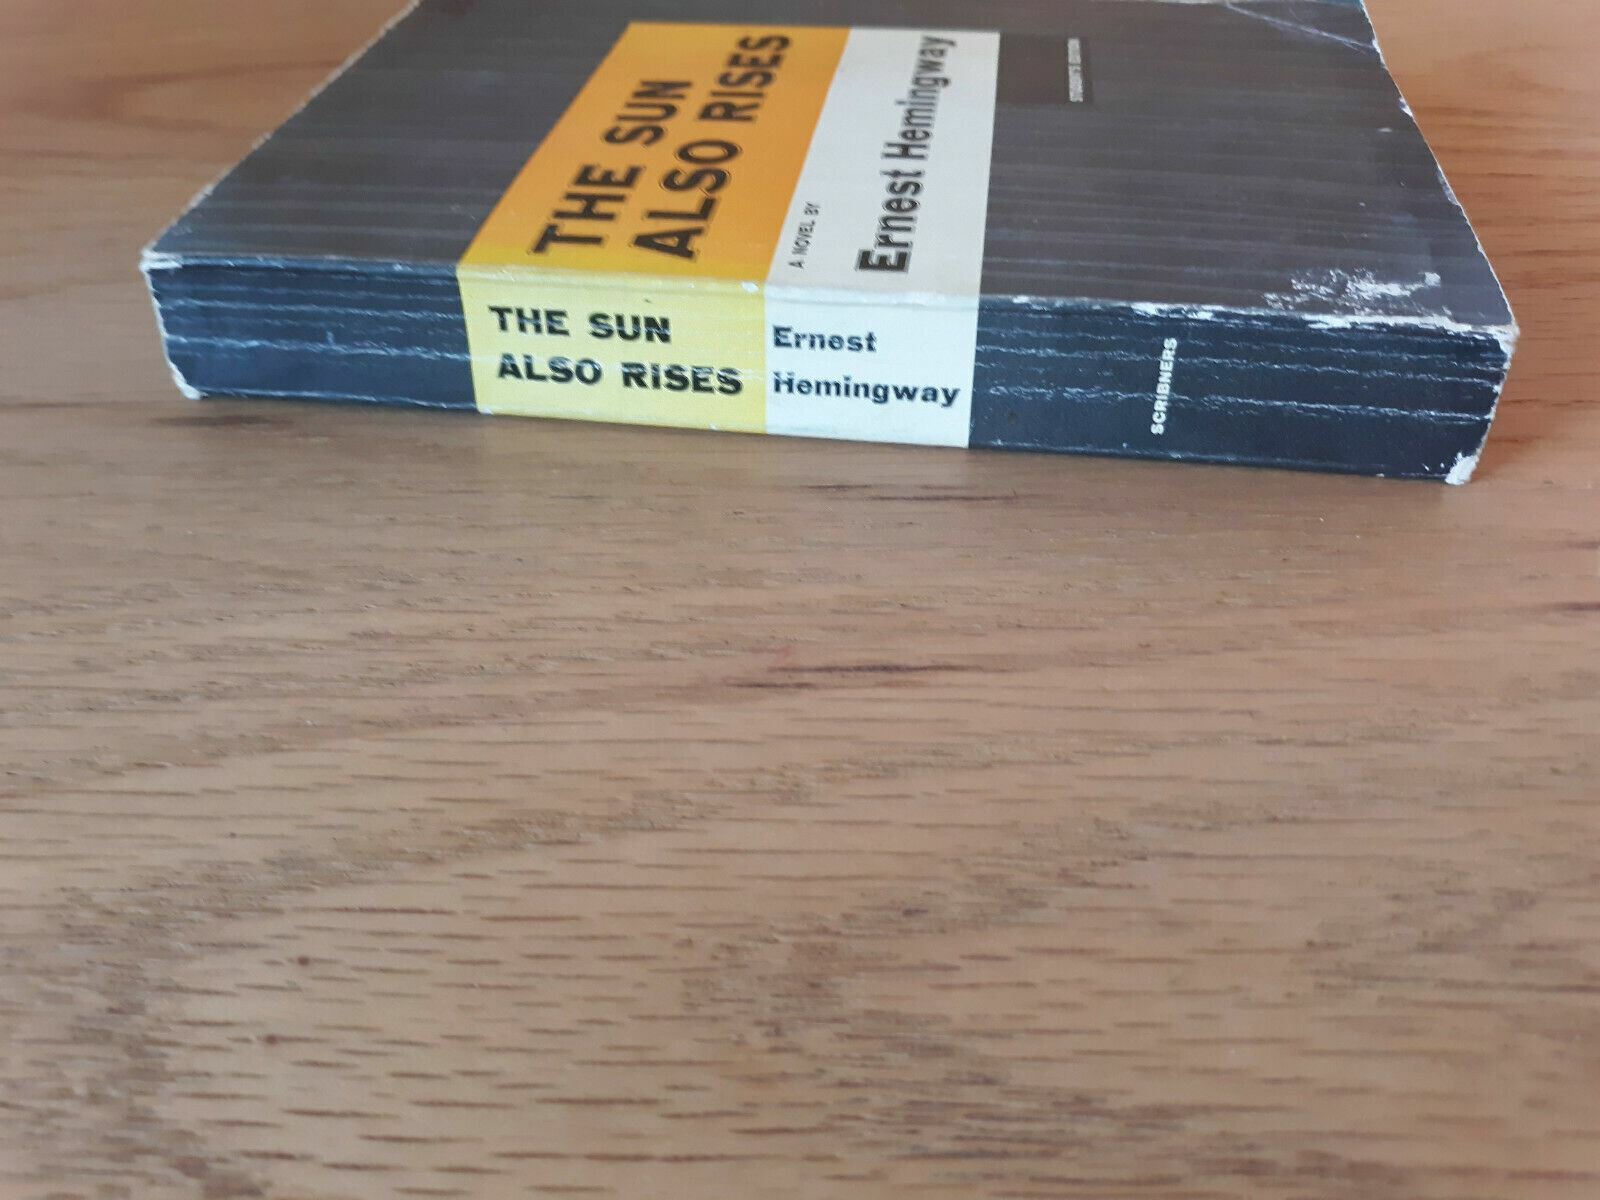 THE SUN
ALSO RISES
A NOVEL BY
Ernest Hemingway
THE SUN
ALSO RISES
Ernest
Hemingway
SCRIBNERS